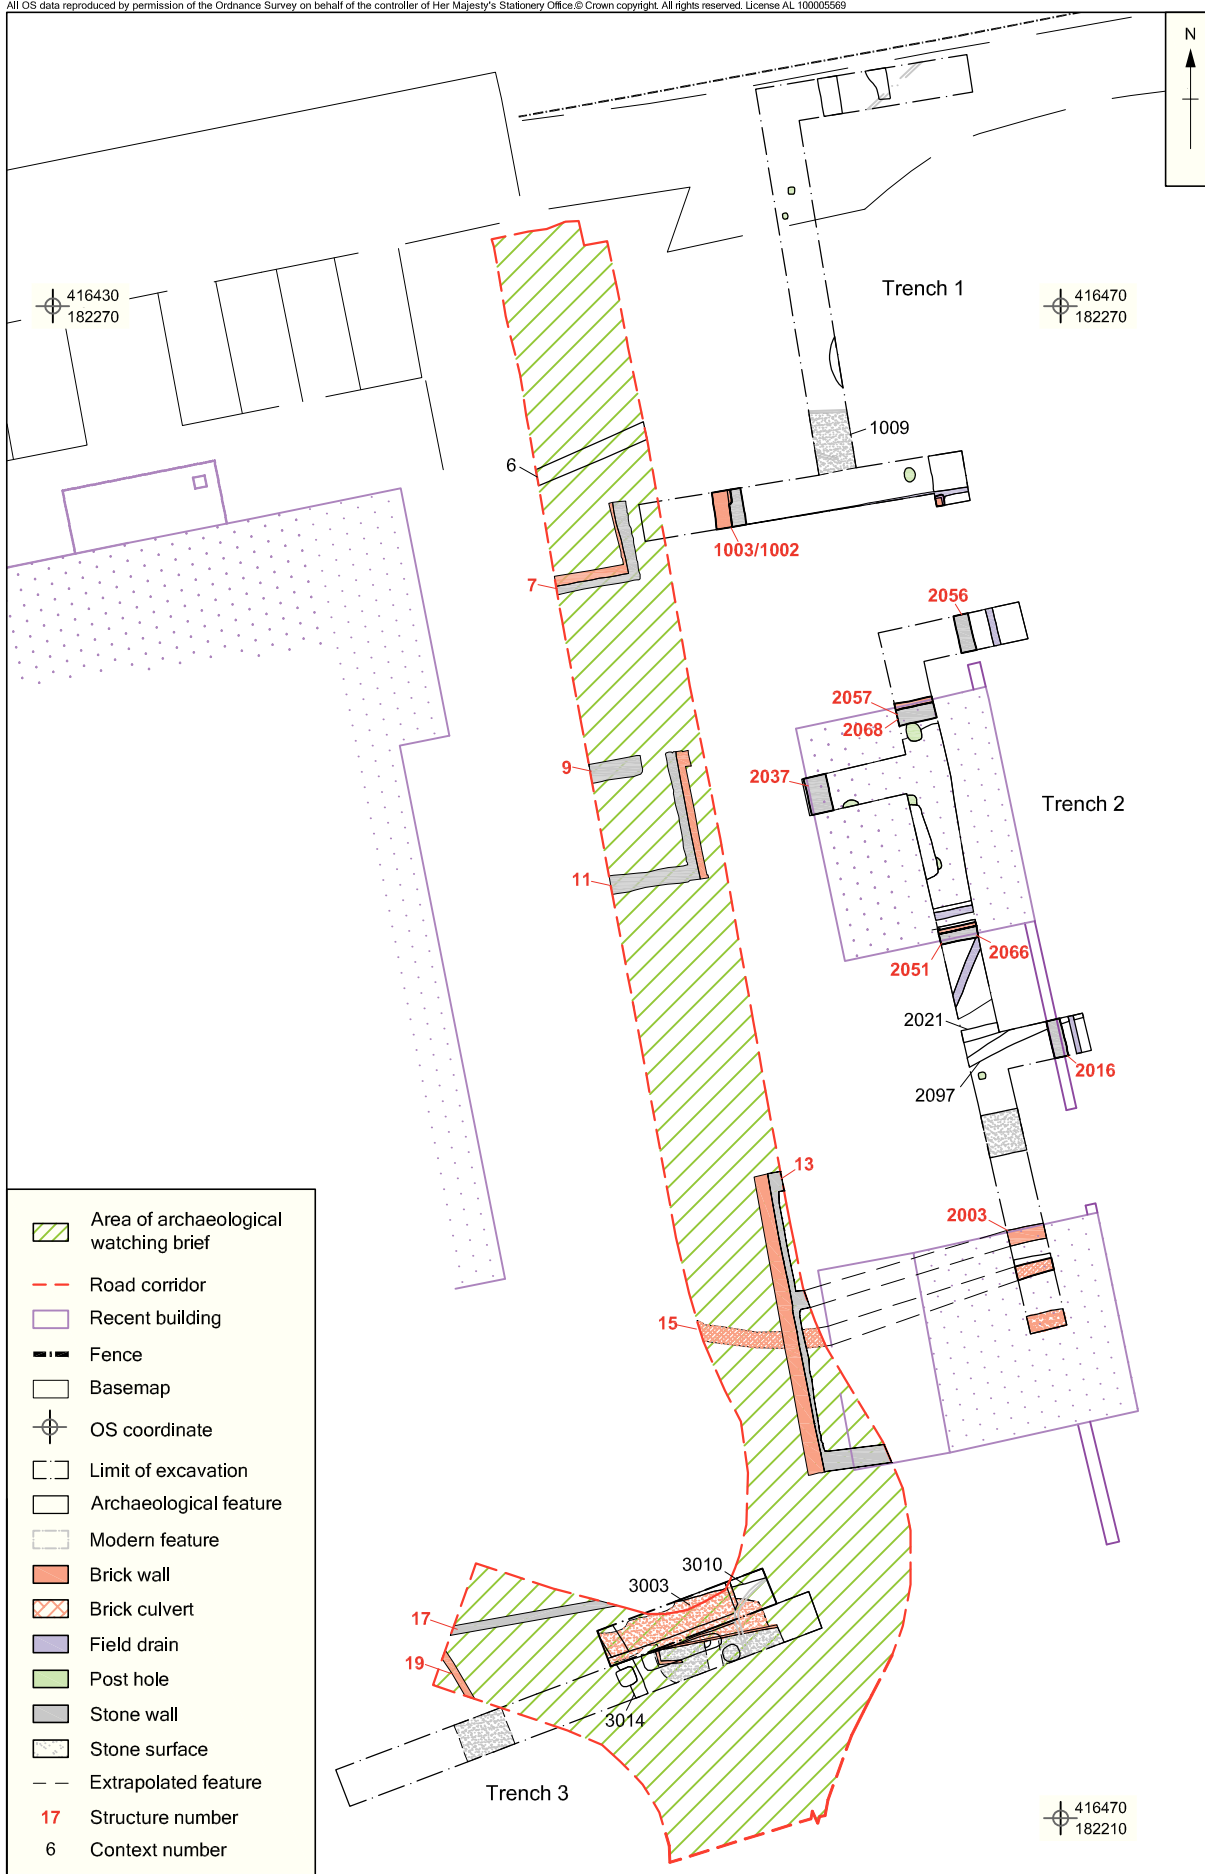 All OS data reproduced by permission of the Ordnance Survey on behalf of the controller of Her Majesty's Stationery Office.© Crown copyright. All rights reserved. License AL 100005569
N
416430
182270
Trench 1
416470
182270
1009
6
1003/1002
7
2056
2057
2068
9
2037
Trench 2
11
2051
2066
2021
2016
2097
13
2003
15
3010
3003
17
19
3014
Trench 3
416470
182210
Area of archaeological
watching brief
Road corridor
Recent building
Fence
Basemap
OS coordinate
Limit of excavation
Archaeological feature
Modern feature
Brick wall
Brick culvert
Field drain
Post hole
Stone wall
Stone surface
Extrapolated feature
17 Structure number
6 Context number